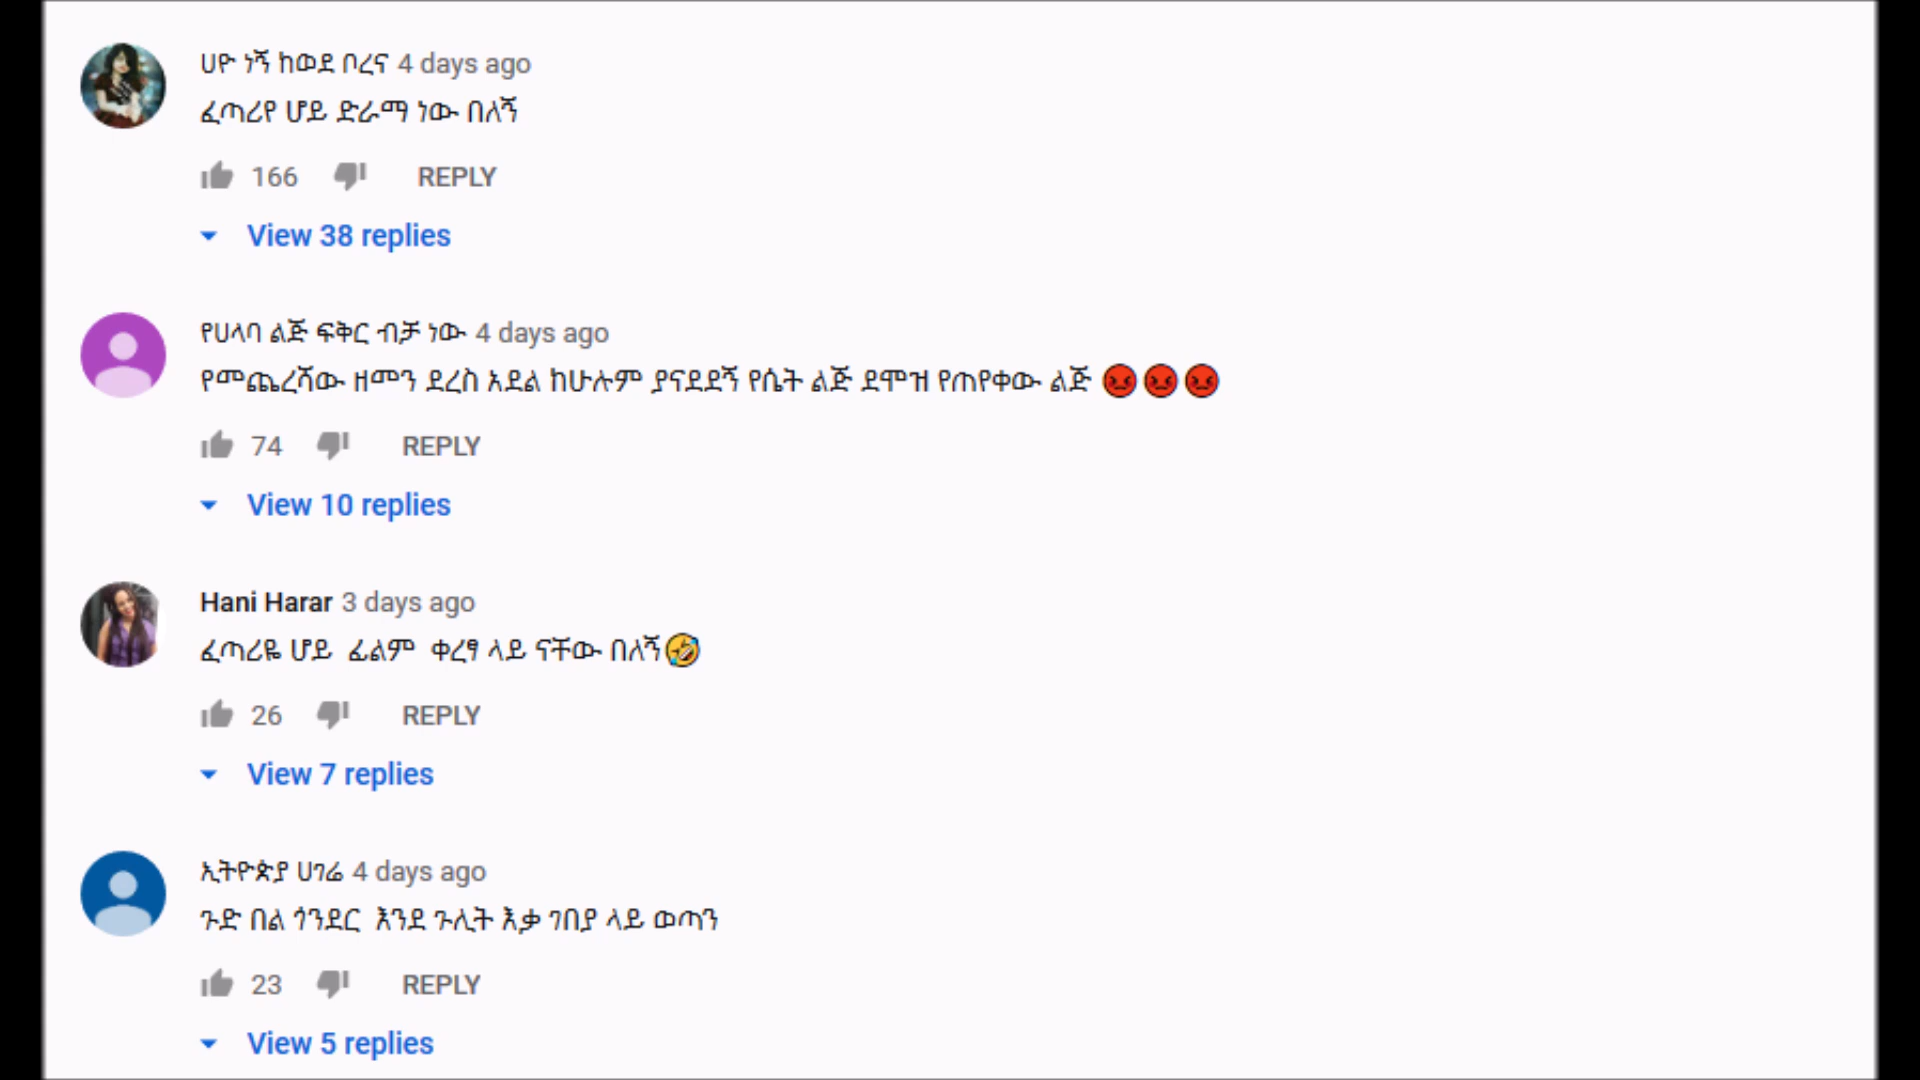 ሀዮ ነኝ ከወደ ቦረና 4 days ago
ፈጣሪየ ሆይ ድራማ ነው በለኝ
166 REPLY
View 38 replies
የሀላባ ልጅ ፍቅር ብቻ ነው 4 days ago
የመጨረሻው ዘመን ደረስ አደል ከሁሉም ያናደደኝ የሴት ልጅ ደሞዝ የጠየቀው ልጅ 😡😡😡
74 REPLY
View 10 replies
Hani Harar 3 days ago
ፈጣሪዬ ሆይ ፊልም ቀረፃ ላይ ናቸው በለኝ🤣
26 REPLY
View 7 replies
ኢትዮጵያ ሀገሬ 4 days ago
ጉድ በል ጎንደር እንደ ጉሊት እቃ ገበያ ላይ ወጣን
23 REPLY
View 5 replies